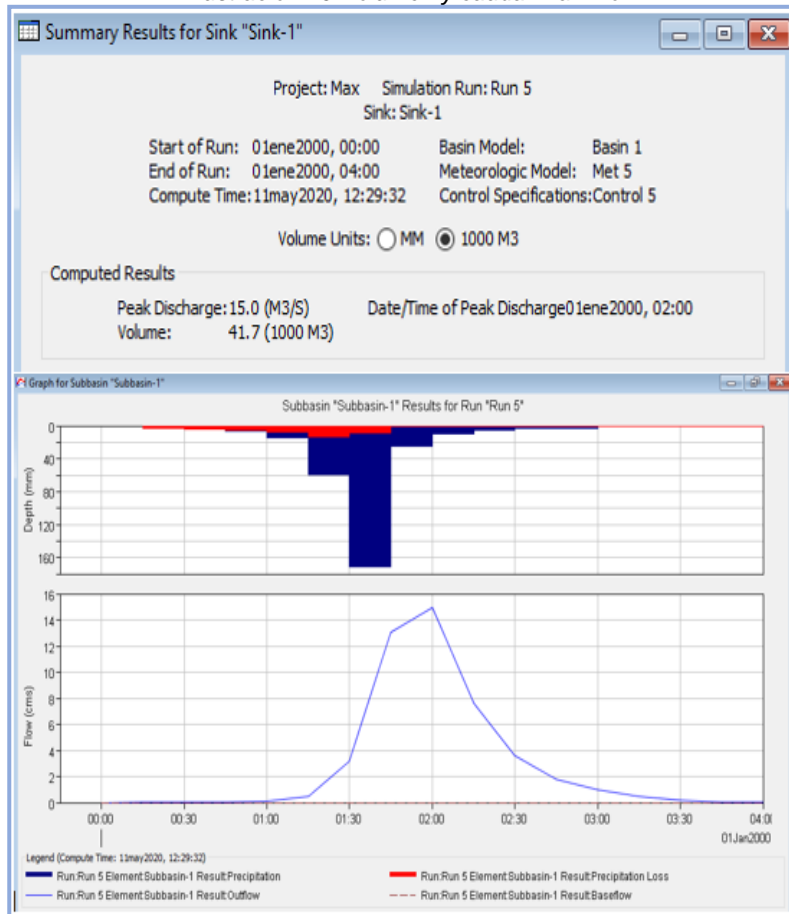 Summary Results for Sink "Sink-1"
Project: Max Simulation Run: Run 5
Sink: Sink-1
Start of Run: 01ene2000, 00:00 Basin Model: Basin 1
End of Run: 01ene2000, 04:00 Meteorologic Model: Met 5
Compute Time: 11may2020, 12:29:32 Control Specifications: Control 5
Volume Units: MM 1000 M3
Computed Results
Peak Discharge: 15.0 (M3/S) Date/Time of Peak Discharge01ene2000, 02:00
Volume: 41.7 (1000 M3)
Graph for Subbasin "Subbasin-1"
Subbasin "Subbasin-1" Results for Run "Run 5"
Depth (mm)
0
40
80
120
160
Flow (cms)
16
14
12
10
8
6
4
2
0
00:00 00:30 01:00 01:30 02:00 02:30 03:00 03:30 04:0
01Jan2000
Legend (Compute Time: 11may2020, 12:29:32)
Run:Run 5 Element:Subbasin-1 Result:Precipitation Run:Run 5 Element:Subbasin-1 Result:Precipitation Loss
Run:Run 5 Element:Subbasin-1 Result:Outflow Run:Run 5 Element:Subbasin-1 Result:Baseflow